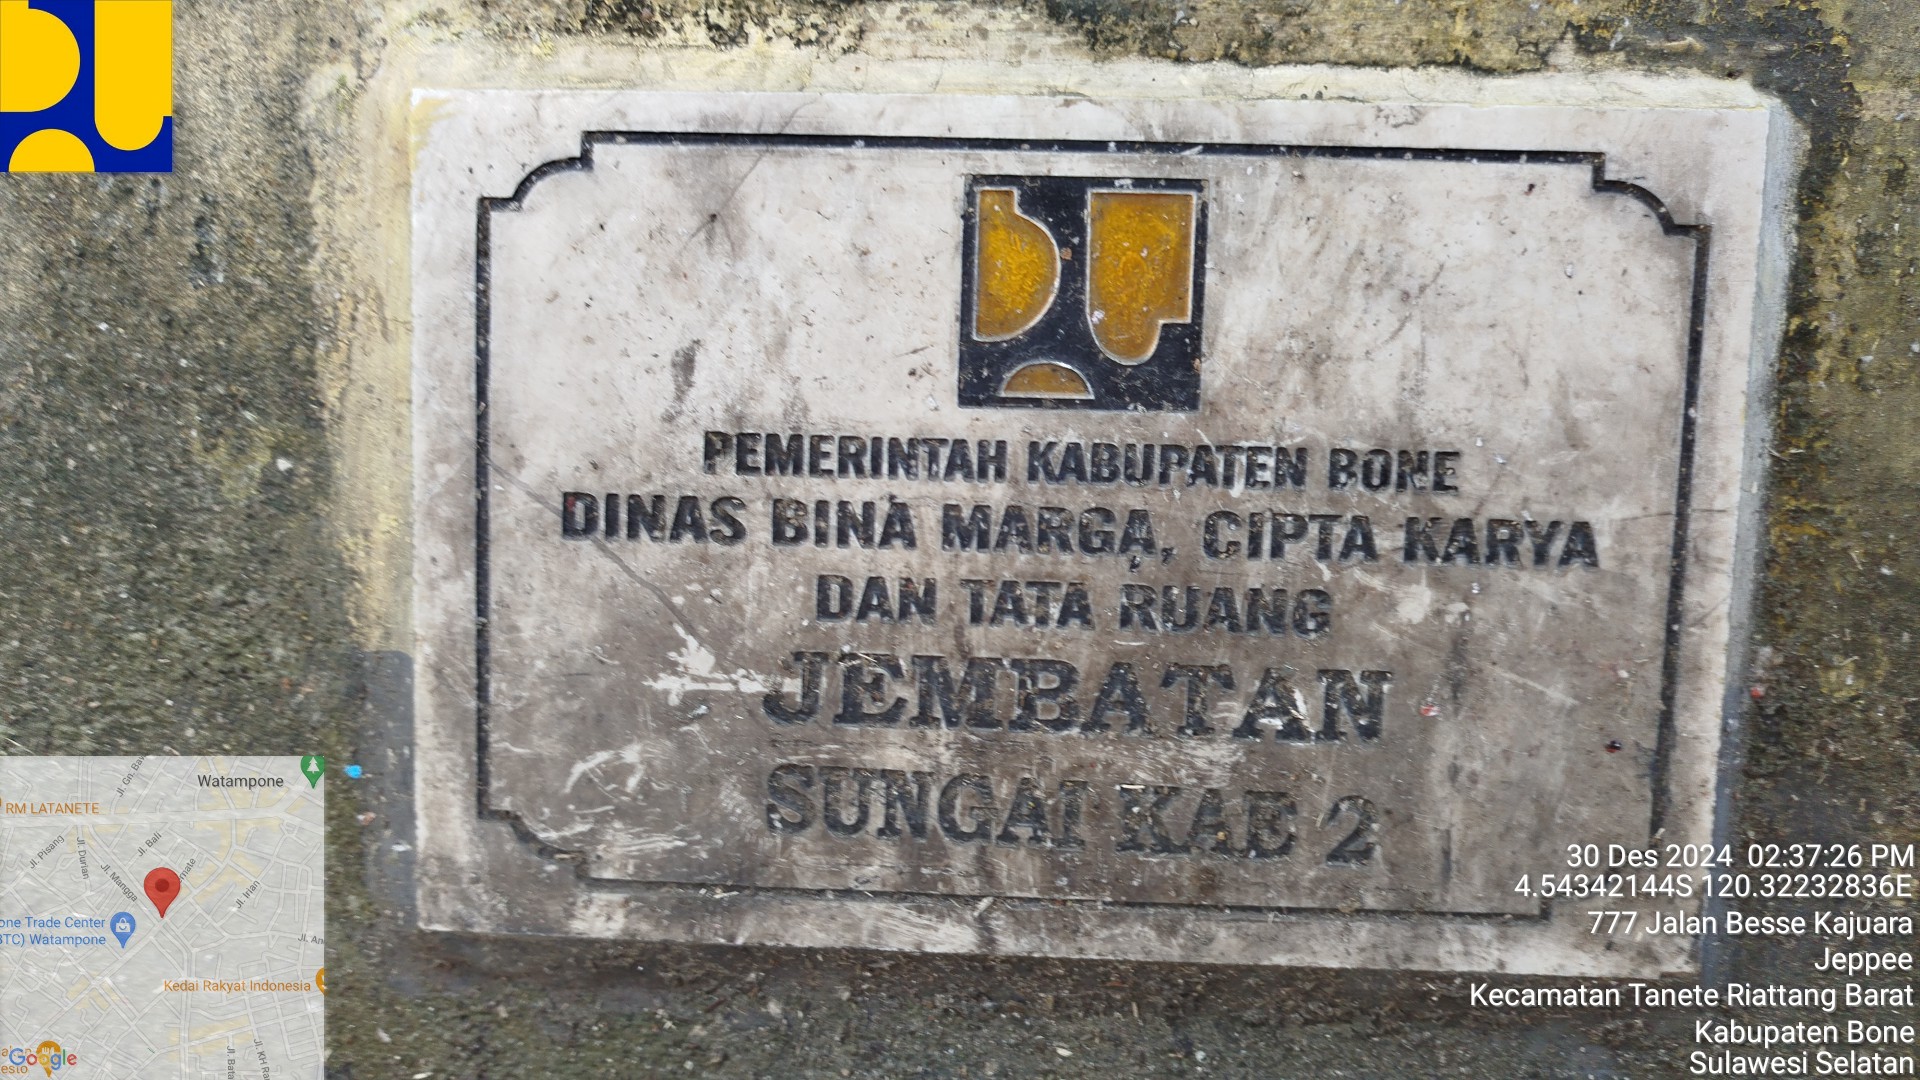 PEMERINTAH KABUPATEN BONE
DINAS BINA MARGA, CIPTA KARYA
DAN TATA RUANG
JEMBATAN
SUNGAI KAE 2
Watampone
RM LATANETE
Jl. Pisang
Jl. Durian
Jl. Bali
Jl. Mangga
Jl. Irian
one Trade Center
BTC) Watampone
Kedai Rakyat Indonesia
Google
30 Des 2024 02:37:26 PM
4.54342144S 120.32232836E
777 Jalan Besse Kajuara
Jeppee
Kecamatan Tanete Riattang Barat
Kabupaten Bone
Sulawesi Selatan